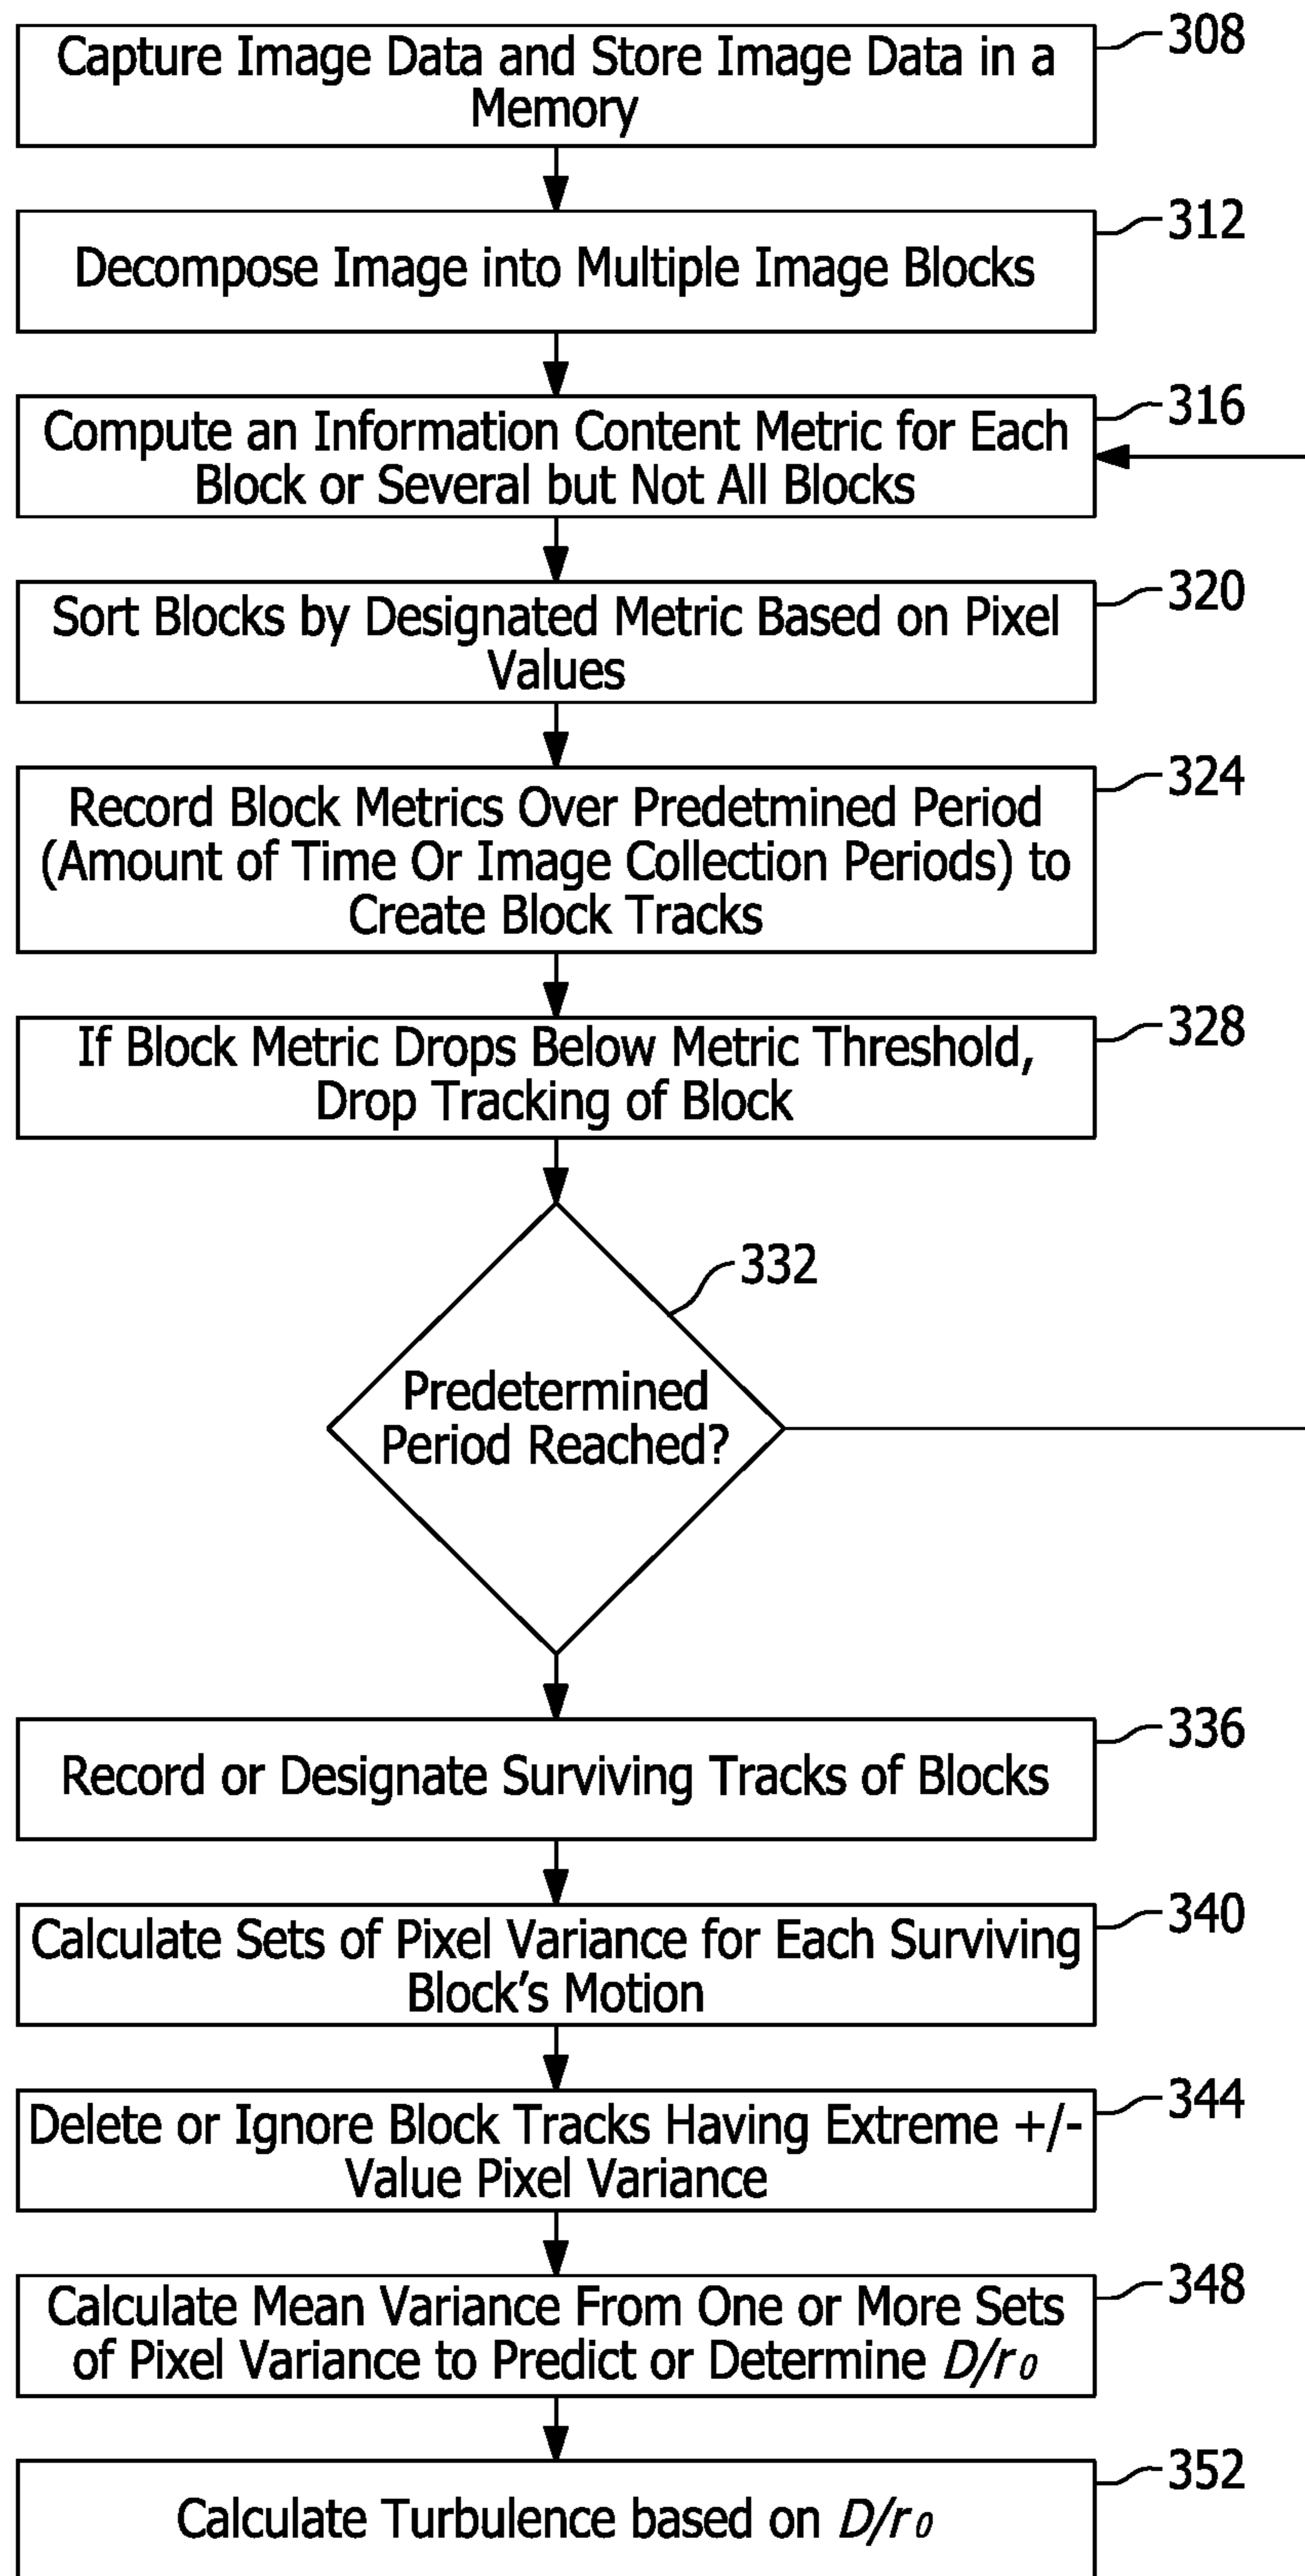 308
Capture Image Data and Store Image Data in a
Memory
312
Decompose Image into Multiple Image Blocks
316
Compute an Information Content Metric for Each
Block or Several but Not All Blocks
320
Sort Blocks by Designated Metric Based on Pixel
Values
324
Record Block Metrics Over Predetmined Period
(Amount of Time Or Image Collection Periods) to
Create Block Tracks
328
If Block Metric Drops Below Metric Threshold,
Drop Tracking of Block
332
Predetermined
Period Reached?
336
Record or Designate Surviving Tracks of Blocks
340
Calculate Sets of Pixel Variance for Each Surviving
Block’s Motion
344
Delete or Ignore Block Tracks Having Extreme +/-
Value Pixel Variance
348
Calculate Mean Variance From One or More Sets
of Pixel Variance to Predict or Determine D/r₀
352
Calculate Turbulence based on D/r₀